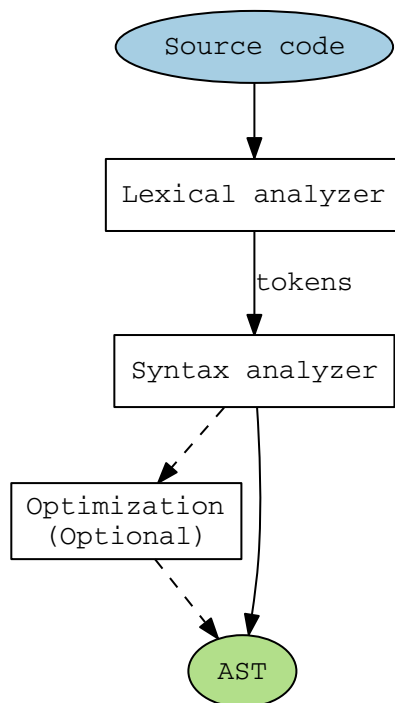 Source code
Lexical analyzer
tokens
Syntax analyzer
Optimization
(Optional)
AST